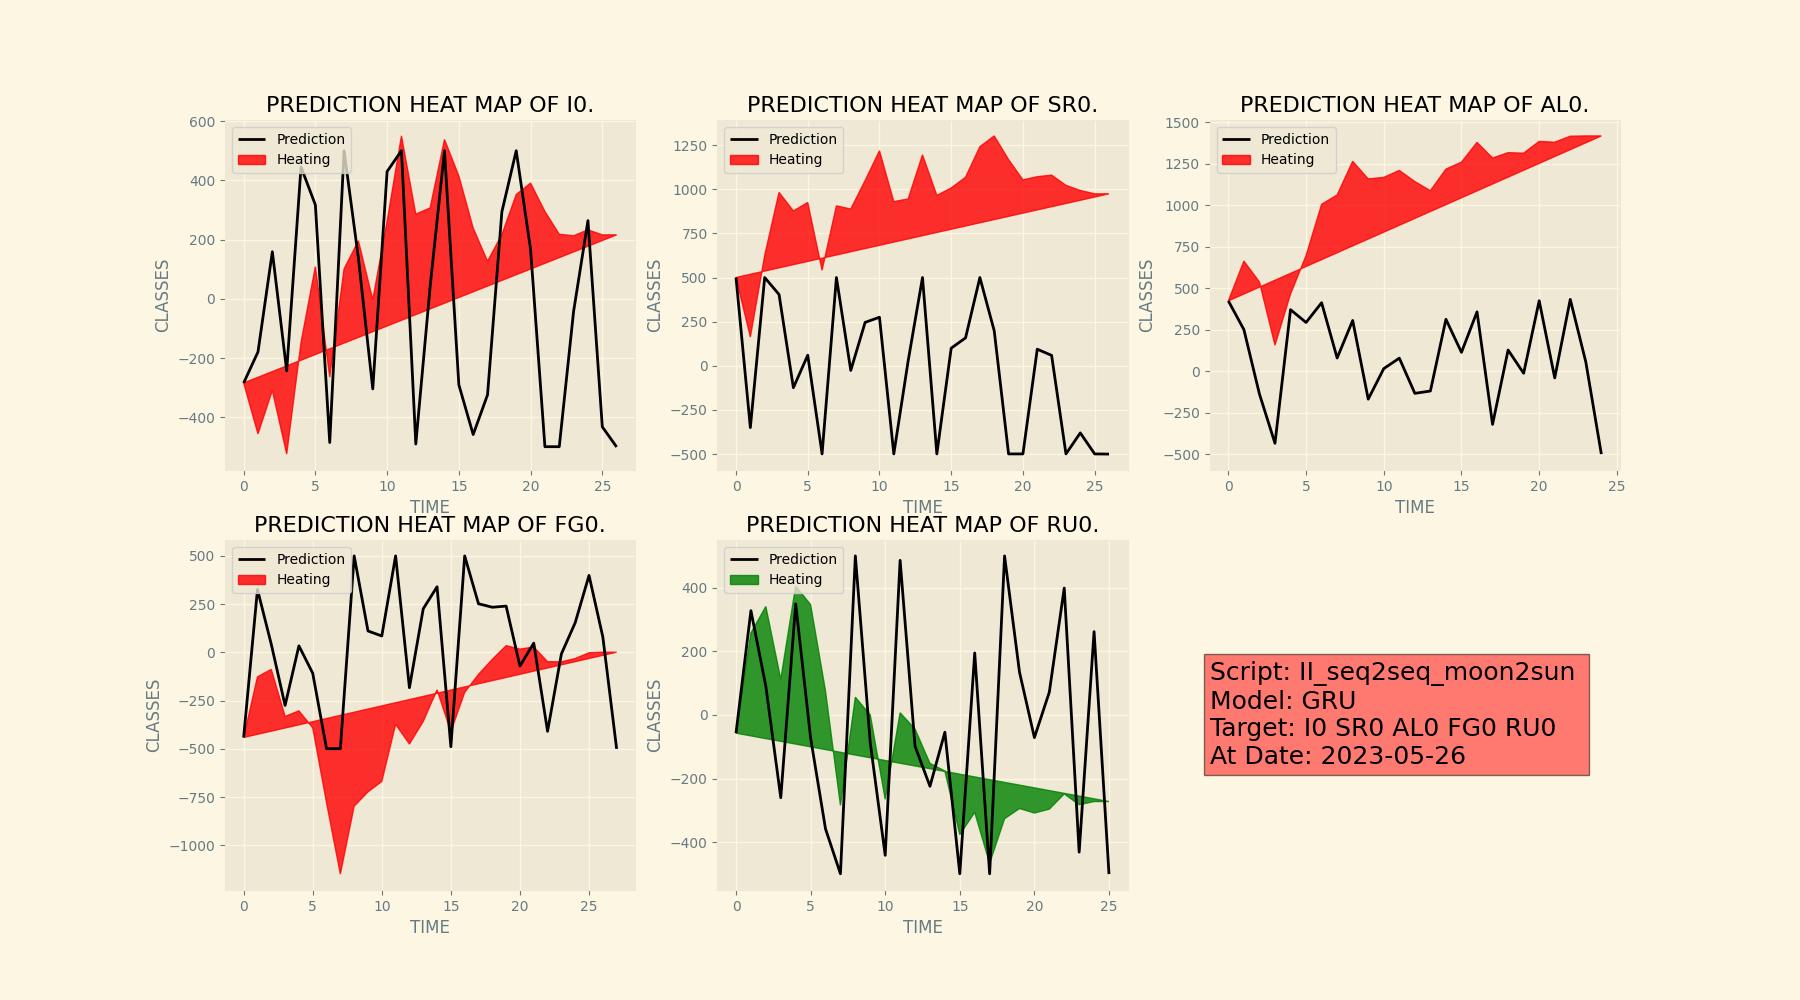 PREDICTION HEAT MAP OF I0.
Prediction
Heating
600
400
200
0
−200
−400
CLASSES
0 5 10 15 20 25
TIME
PREDICTION HEAT MAP OF SR0.
Prediction
Heating
1250
1000
750
500
250
0
−250
−500
CLASSES
0 5 10 15 20 25
TIME
PREDICTION HEAT MAP OF AL0.
Prediction
Heating
1500
1250
1000
750
500
250
0
−250
−500
CLASSES
0 5 10 15 20 25
TIME
PREDICTION HEAT MAP OF FG0.
Prediction
Heating
500
250
0
−250
−500
−750
−1000
CLASSES
0 5 10 15 20 25
TIME
PREDICTION HEAT MAP OF RU0.
Prediction
Heating
400
200
0
−200
−400
CLASSES
0 5 10 15 20 25
TIME
Script: II_seq2seq_moon2sun
Model: GRU
Target: I0 SR0 AL0 FG0 RU0
At Date: 2023-05-26